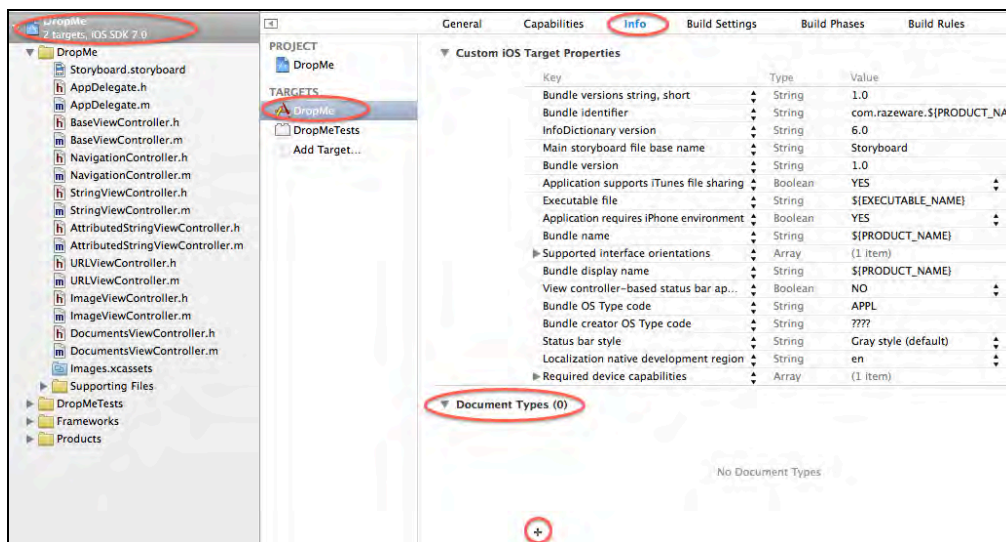 DropMe
2 targets, iOS SDK 7.0
DropMe
Storyboard.storyboard
h AppDelegate.h
m AppDelegate.m
h BaseViewController.h
m BaseViewController.m
h NavigationController.h
m NavigationController.m
h StringViewController.h
m StringViewController.m
h AttributedStringViewController.h
m AttributedStringViewController.m
h URLViewController.h
m URLViewController.m
h ImageViewController.h
m ImageViewController.m
h DocumentsViewController.h
m DocumentsViewController.m
Images.xcassets
Supporting Files
DropMeTests
Frameworks
Products
PROJECT
DropMe
TARGETS
DropMe
DropMeTests
Add Target...
General Capabilities Info Build Settings Build Phases Build Rules
Custom iOS Target Properties
Key Type Value
Bundle versions string, short String 1.0
Bundle identifier String com.razeware.${PRODUCT_NA
InfoDictionary version String 6.0
Main storyboard file base name String Storyboard
Bundle version String 1.0
Application supports iTunes file sharing Boolean YES
Executable file String ${EXECUTABLE_NAME}
Application requires iPhone environment Boolean YES
Bundle name String ${PRODUCT_NAME}
Supported interface orientations Array (1 item)
Bundle display name String ${PRODUCT_NAME}
View controller-based status bar ap... Boolean NO
Bundle OS Type code String APPL
Bundle creator OS Type code String ????
Status bar style String Gray style (default)
Localization native development region String en
Required device capabilities Array (1 item)
Document Types (0)
No Document Types
+